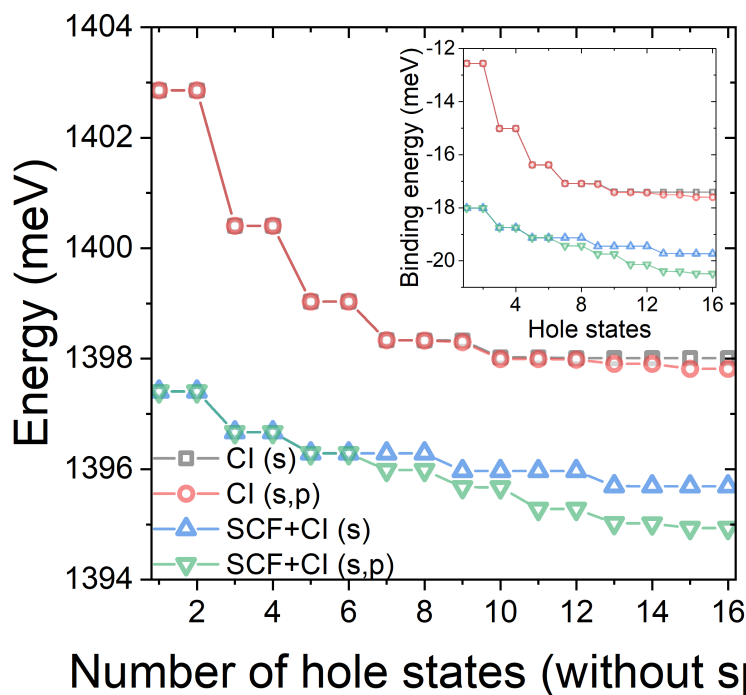 1404
1402
1400
1398
1396
1394
Energy (meV)
2 4 6 8 10 12 14 16
Number of hole states (without sp
CI (s)
CI (s,p)
SCF+CI (s)
SCF+CI (s,p)
-12
-14
-16
-18
-20
Binding energy (meV)
4 8 12 16
Hole states